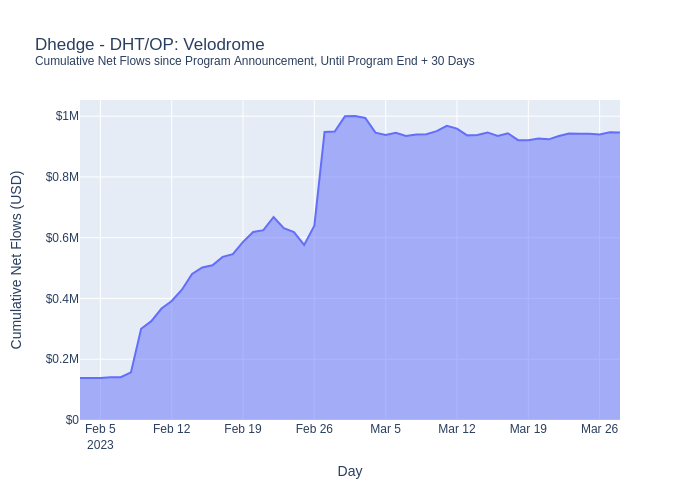 Dhedge - DHT/OP: Velodrome
Cumulative Net Flows since Program Announcement, Until Program End + 30 Days
Cumulative Net Flows (USD)
$1M
$0.8M
$0.6M
$0.4M
$0.2M
$0
Feb 5 Feb 12 Feb 19 Feb 26 Mar 5 Mar 12 Mar 19 Mar 26
2023
Day